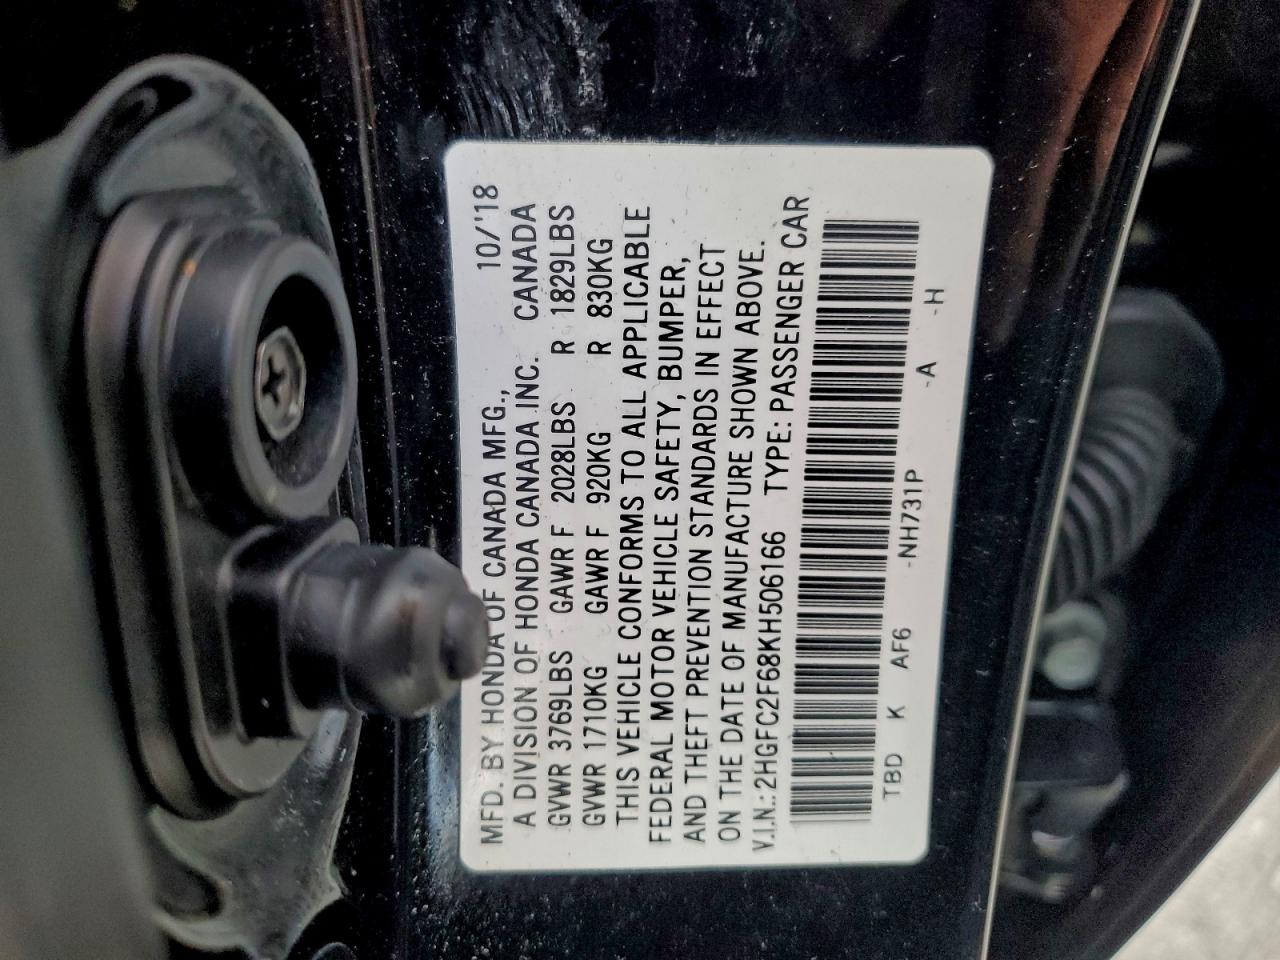 MFD. BY HONDA OF CANADA MFG., 10/'18
A DIVISION OF HONDA CANADA INC. CANADA
GVWR 3769LBS GAWR F 2028LBS R 1829LBS
GVWR 1710KG GAWR F 920KG R 830KG
THIS VEHICLE CONFORMS TO ALL APPLICABLE
FEDERAL MOTOR VEHICLE SAFETY, BUMPER,
AND THEFT PREVENTION STANDARDS IN EFFECT
ON THE DATE OF MANUFACTURE SHOWN ABOVE.
V.I.N.: 2HGFC2F68KH506166 TYPE: PASSENGER CAR
TBD K AF6 -NH731P -A -H